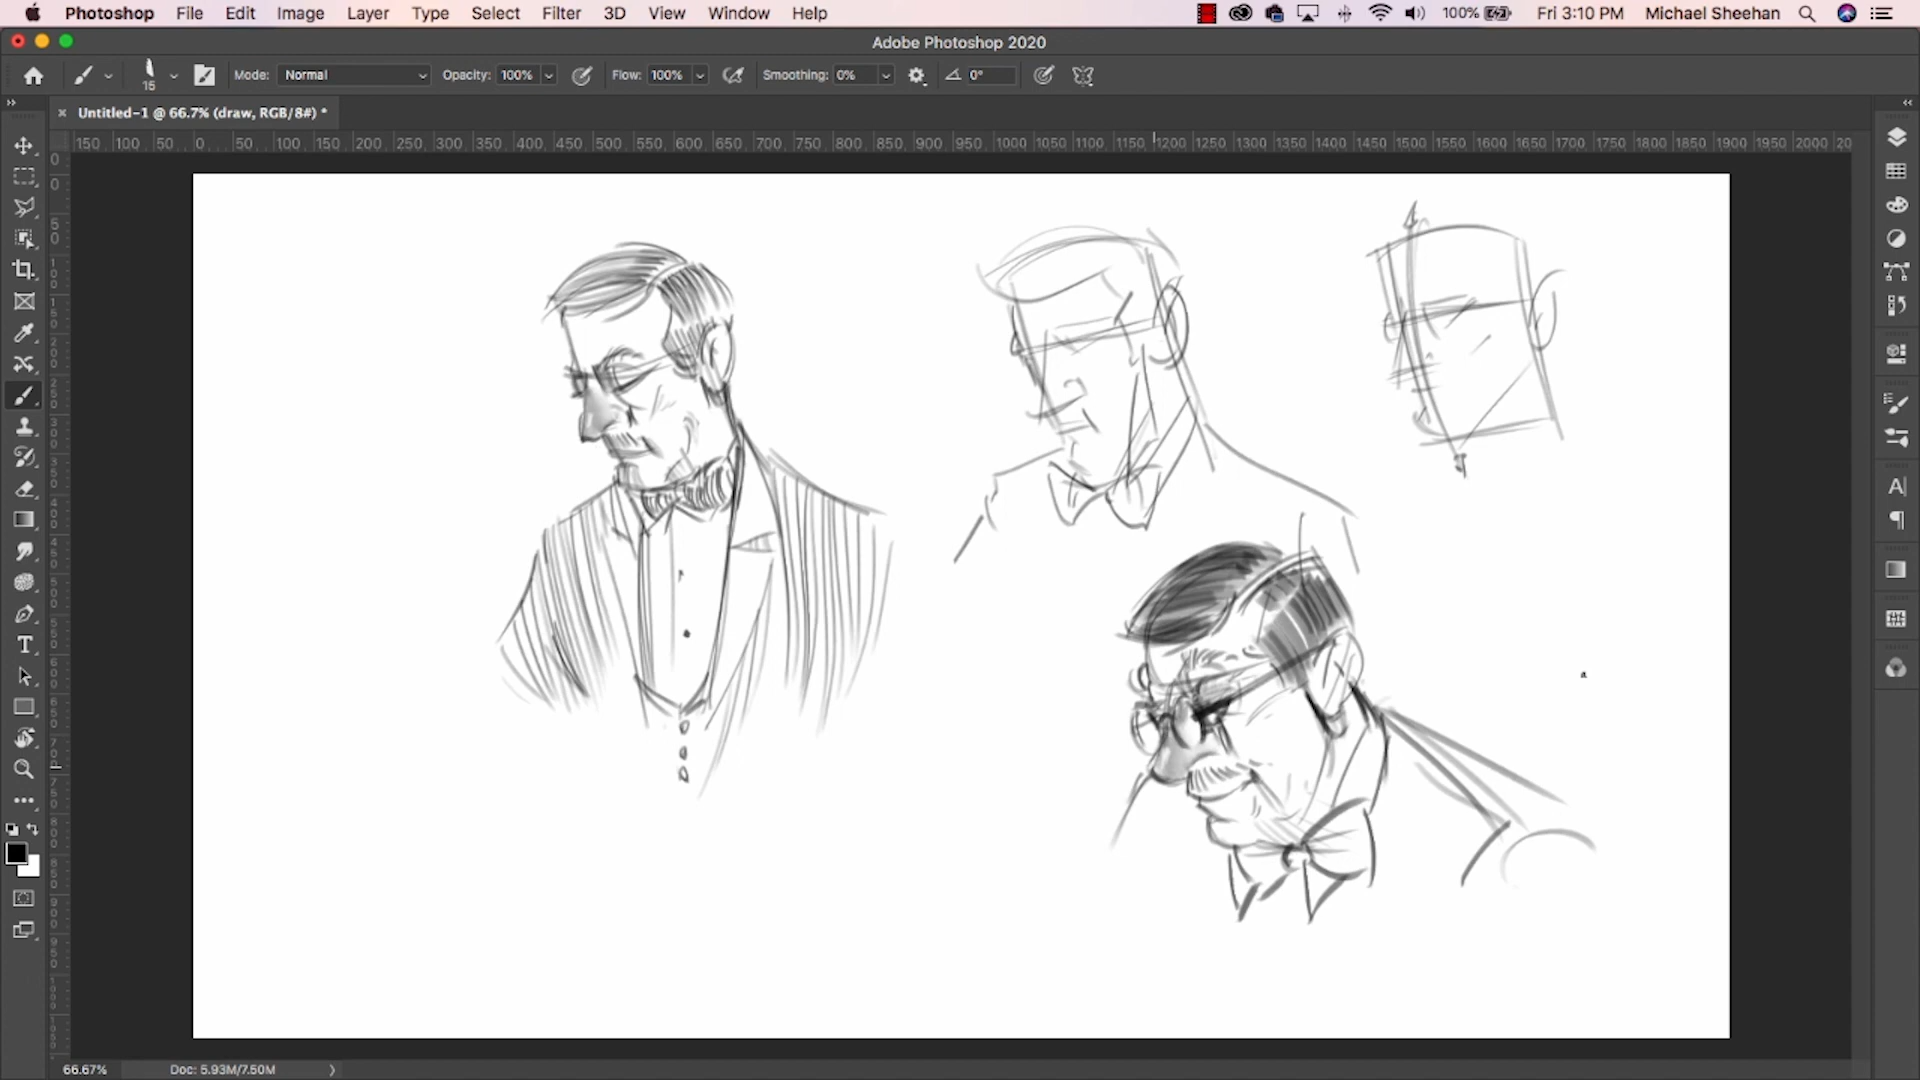 Photoshop File Edit Image Layer Type Select Filter 3D View Window Help 100% Fri 3:10 PM Michael Sheehan
Adobe Photoshop 2020
15 Mode: Normal Opacity: 100% Flow: 100% Smoothing: 0% 0°
Untitled-1 @ 66.7% (draw, RGB/8#) *
150 100 50 0 50 100 150 200 250 300 350 400 450 500 550 600 650 700 750 800 850 900 950 1000 1050 1100 1150 1200 1250 1300 1350 1400 1450 1500 1550 1600 1650 1700 1750 1800 1850 1900 1950 2000 20
66.67% Doc: 5.93M/7.50M